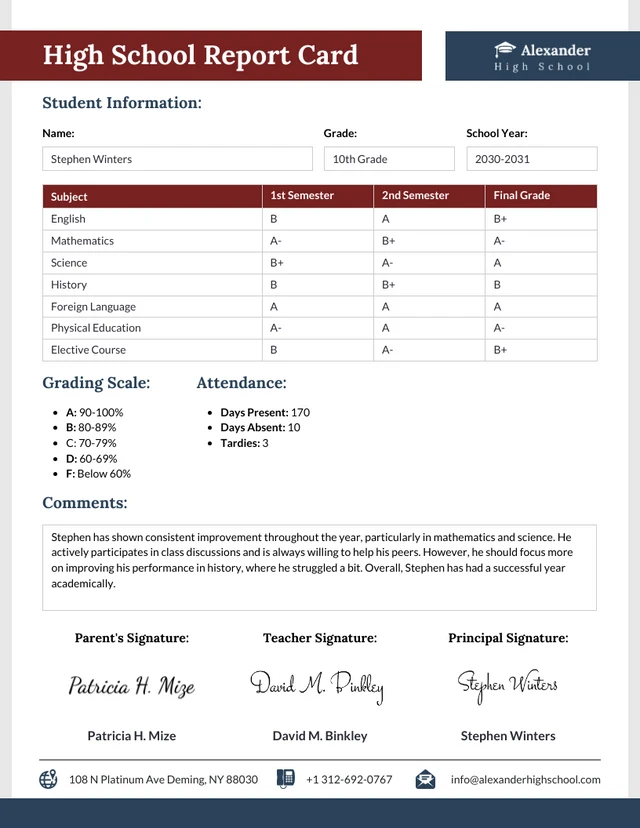 High School Report Card
Alexander
High School
Student Information:
Name: Grade: School Year:
Stephen Winters 10th Grade 2030-2031
Subject 1st Semester 2nd Semester Final Grade
English B A B+
Mathematics A- B+ A-
Science B+ A- A
History B B+ B
Foreign Language A A A
Physical Education A- A A-
Elective Course B A- B+
Grading Scale: Attendance:
• A: 90-100% • Days Present: 170
• B: 80-89% • Days Absent: 10
• C: 70-79% • Tardies: 3
• D: 60-69%
• F: Below 60%
Comments:
Stephen has shown consistent improvement throughout the year, particularly in mathematics and science. He
actively participates in class discussions and is always willing to help his peers. However, he should focus more
on improving his performance in history, where he struggled a bit. Overall, Stephen has had a successful year
academically.
Parent's Signature: Teacher Signature: Principal Signature:
Patricia H. Mize David M. Binkley Stephen Winters
Patricia H. Mize David M. Binkley Stephen Winters
108 N Platinum Ave Deming, NY 88030 +1 312-692-0767 info@alexanderhighschool.com